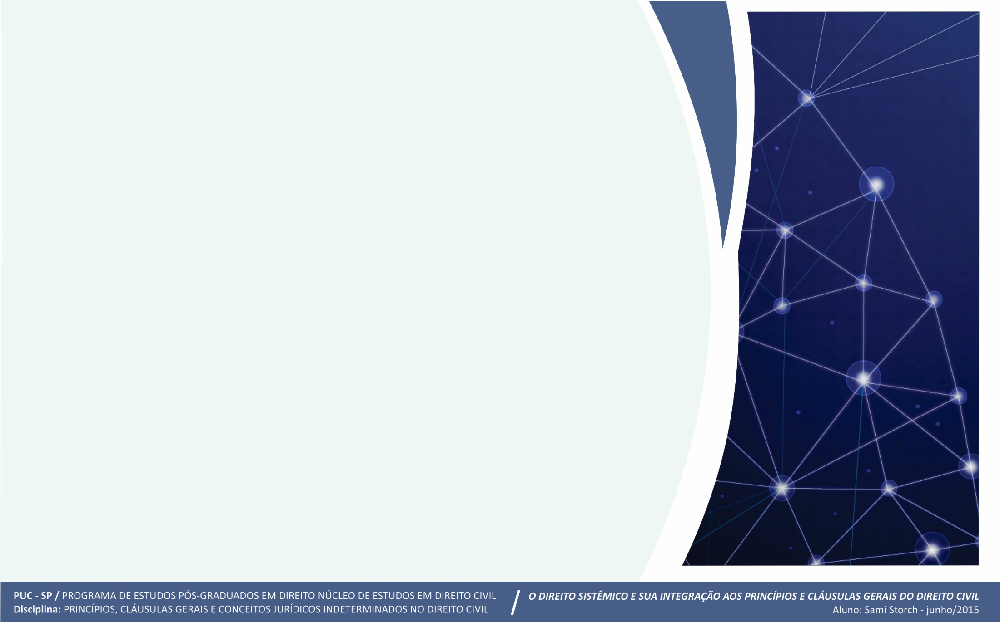 PUC - SP / PROGRAMA DE ESTUDOS PÓS-GRADUADOS EM DIREITO NÚCLEO DE ESTUDOS EM DIREITO CIVIL
Disciplina: PRINCÍPIOS, CLÁUSULAS GERAIS E CONCEITOS JURÍDICOS INDETERMINADOS NO DIREITO CIVIL
/
O DIREITO SISTÊMICO E SUA INTEGRAÇÃO AOS PRINCÍPIOS E CLÁUSULAS GERAIS DO DIREITO CIVIL
Aluno: Sami Storch - junho/2015